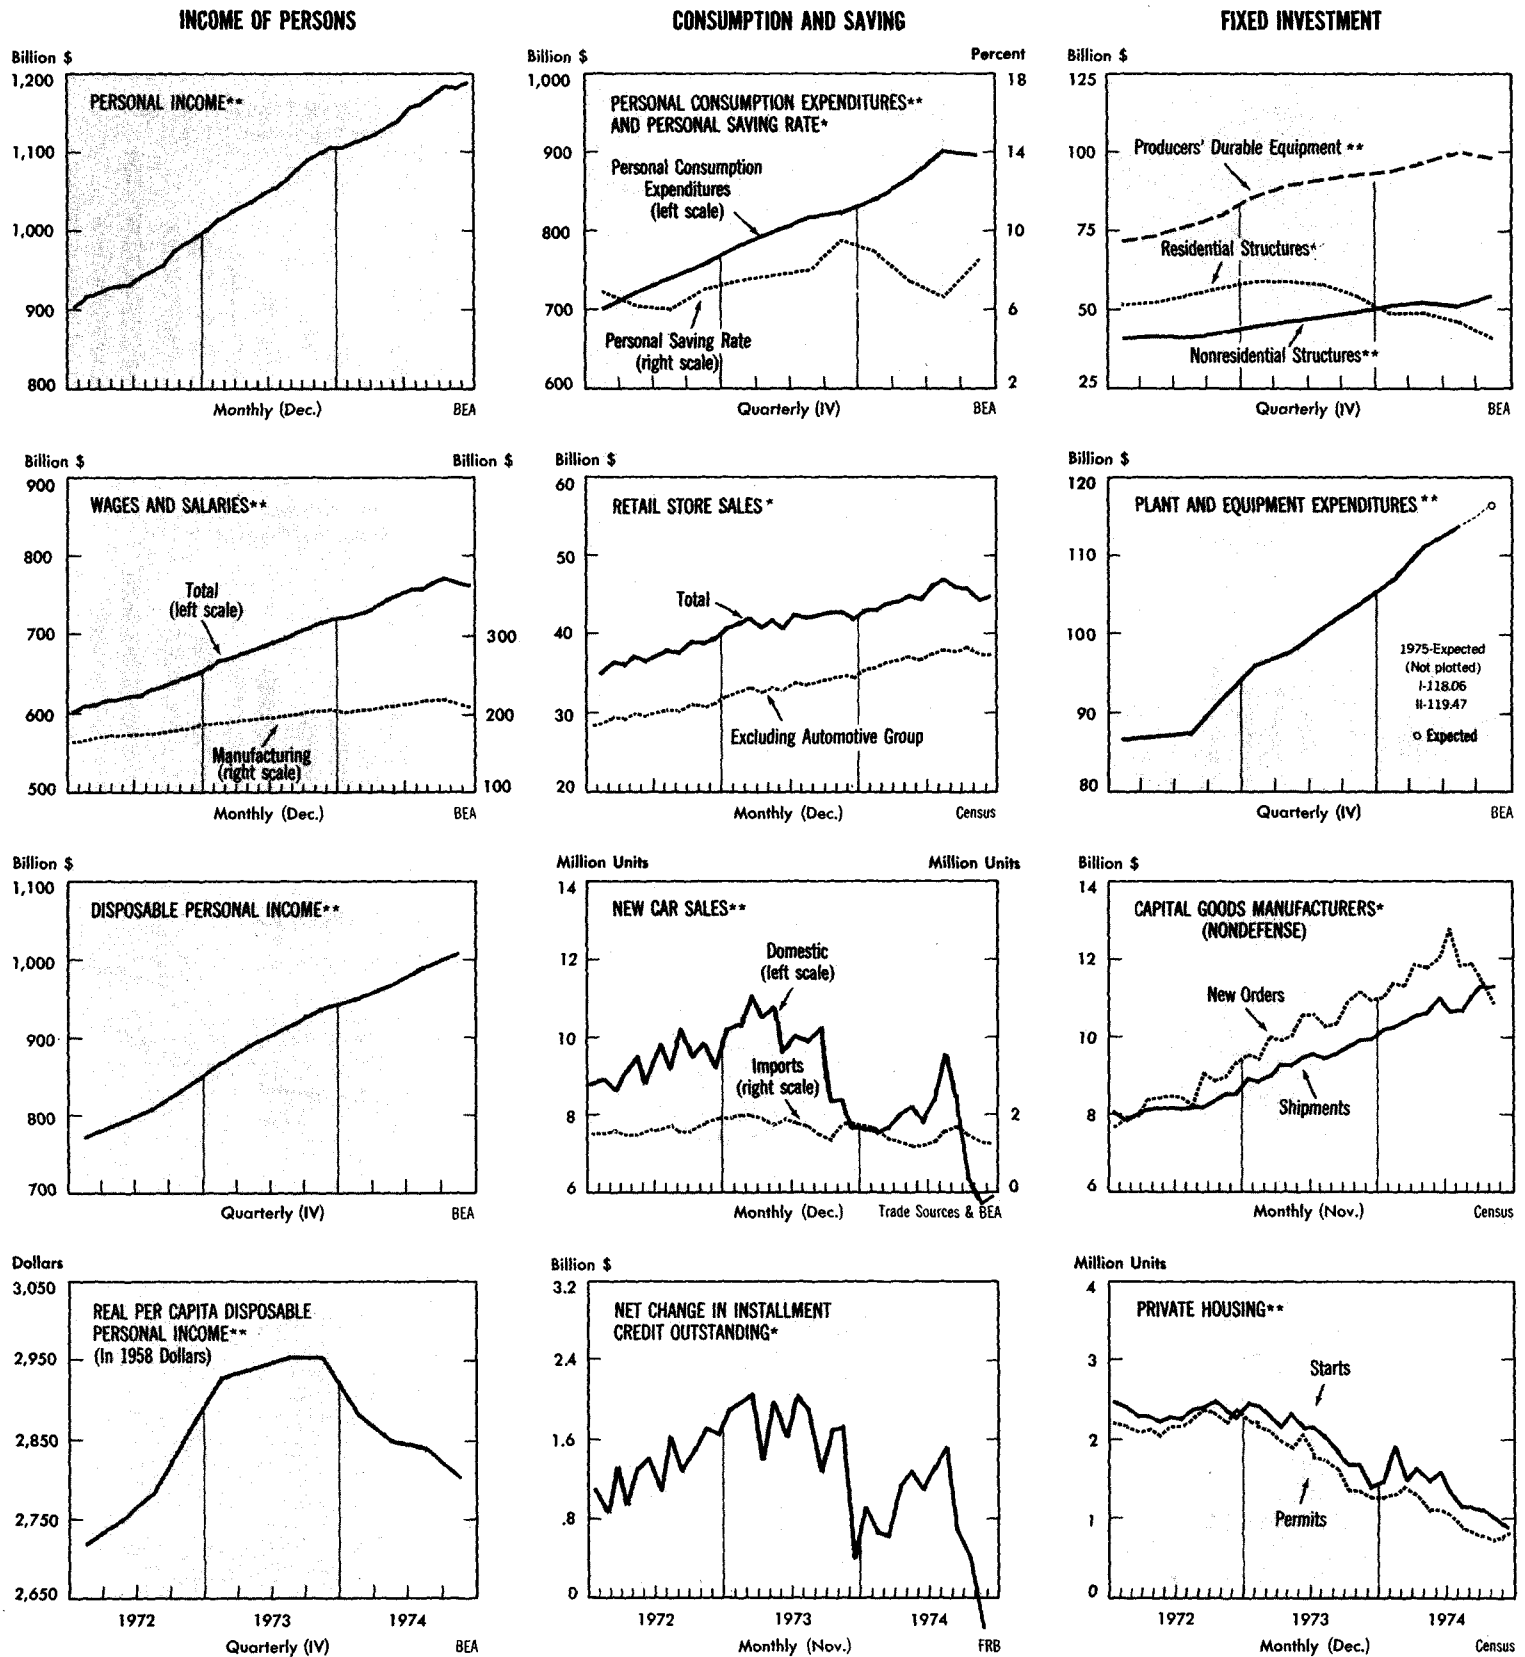 INCOME OF PERSONS
Billion $
1,200
1,100
1,000
900
800
PERSONAL INCOME**
Monthly (Dec.)
BEA
Billion $
Billion $
900
800
700
600
500
300
200
100
WAGES AND SALARIES**
Total
(left scale)
Manufacturing
(right scale)
Monthly (Dec.)
BEA
Billion $
1,100
1,000
900
800
700
DISPOSABLE PERSONAL INCOME**
Quarterly (IV)
BEA
Dollars
3,050
2,950
2,850
2,750
2,650
REAL PER CAPITA DISPOSABLE
PERSONAL INCOME**
(In 1958 Dollars)
1972
1973
1974
Quarterly (IV)
BEA
CONSUMPTION AND SAVING
Billion $
Percent
1,000
900
800
700
600
18
14
10
6
2
PERSONAL CONSUMPTION EXPENDITURES**
AND PERSONAL SAVING RATE*
Personal Consumption
Expenditures
(left scale)
Personal Saving Rate
(right scale)
Quarterly (IV)
BEA
Billion $
60
50
40
30
20
RETAIL STORE SALES *
Total
Excluding Automotive Group
Monthly (Dec.)
Census
Million Units
Million Units
14
12
10
8
6
2
0
NEW CAR SALES**
Domestic
(left scale)
Imports
(right scale)
Monthly (Dec.)
Trade Sources & BEA
Billion $
3.2
2.4
1.6
.8
0
NET CHANGE IN INSTALLMENT
CREDIT OUTSTANDING*
1972
1973
1974
Monthly (Nov.)
FRB
FIXED INVESTMENT
Billion $
125
100
75
50
25
Producers' Durable Equipment **
Residential Structures*
Nonresidential Structures**
Quarterly (IV)
BEA
Billion $
120
110
100
90
80
PLANT AND EQUIPMENT EXPENDITURES **
1975-Expected
(Not plotted)
I-118.06
II-119.47
o Expected
Quarterly (IV)
BEA
Billion $
14
12
10
8
6
CAPITAL GOODS MANUFACTURERS*
(NONDEFENSE)
New Orders
Shipments
Monthly (Nov.)
Census
Million Units
4
3
2
1
0
PRIVATE HOUSING**
Starts
Permits
1972
1973
1974
Monthly (Dec.)
Census